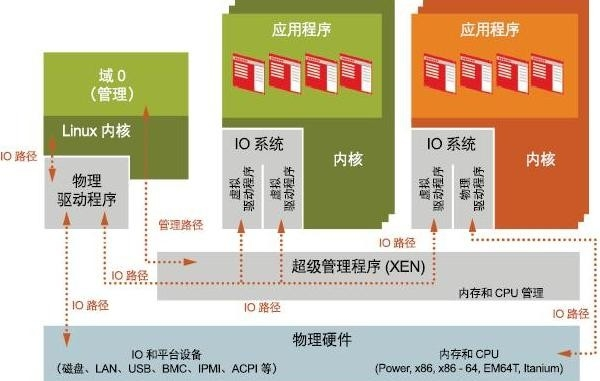 应用程序
应用程序
域 0
(管理)
Linux 内核
IO 路径
物理
驱动程序
IO 系统
虚拟
驱动程序
虚拟
驱动程序
内核
IO 系统
虚拟
驱动程序
物理
驱动程序
内核
管理路径
IO 路径
IO 路径
超级管理程序 (XEN)
内存和 CPU 管理
IO 路径
IO 路径
IO 路径
物理硬件
IO 和平台设备
(磁盘、LAN、USB、BMC、IPMI、ACPI 等)
内存和 CPU
(Power, x86, x86 - 64, EM64T, Itanium)